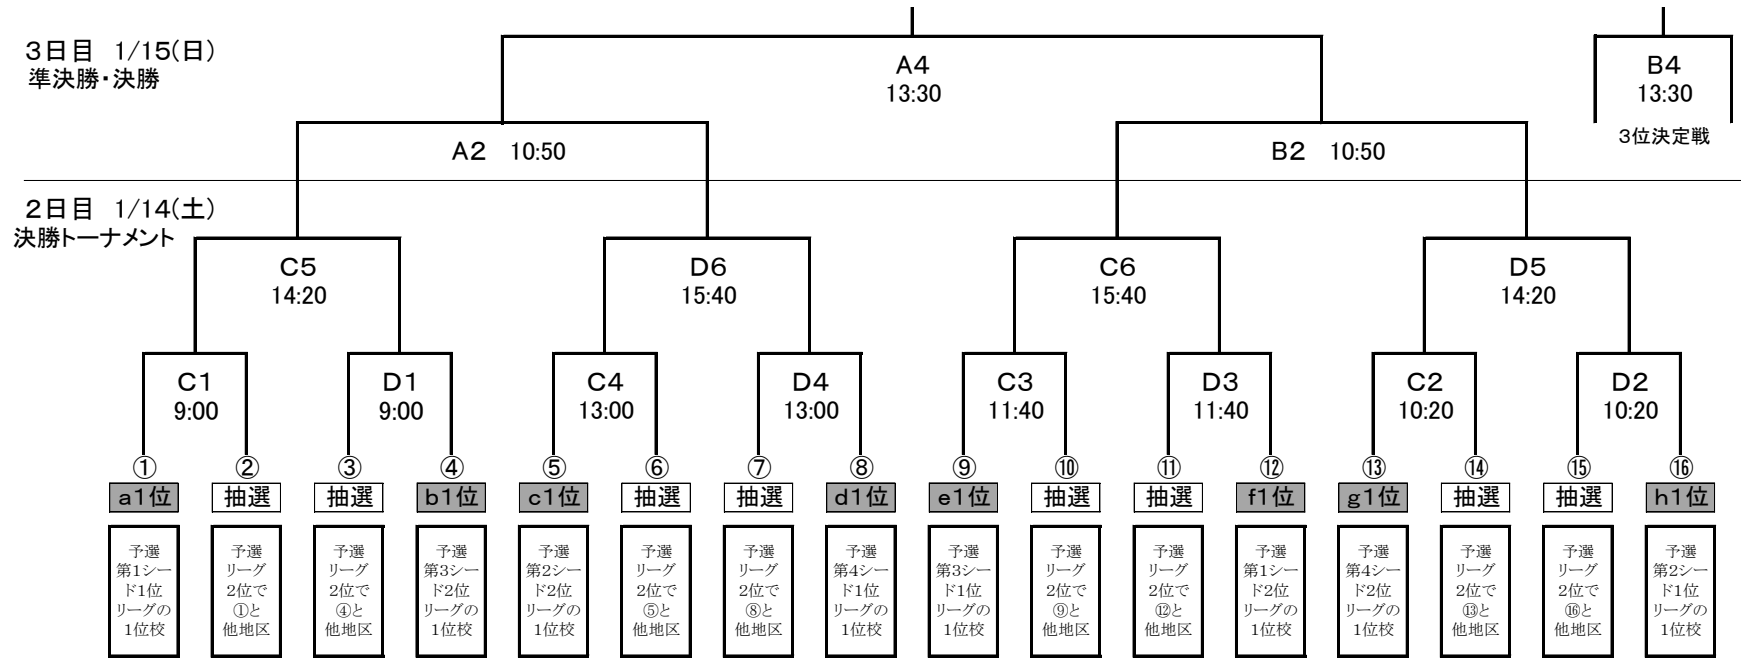 3日目 1/15(日)
準決勝・決勝
A4
13:30
B4
13:30
3位決定戦
A2 10:50
B2 10:50
2日目 1/14(土)
決勝トーナメント
C5
14:20
D6
15:40
C6
15:40
D5
14:20
C1
9:00
D1
9:00
C4
13:00
D4
13:00
C3
11:40
D3
11:40
C2
10:20
D2
10:20
① ② ③ ④ ⑤ ⑥ ⑦ ⑧ ⑨ ⑩ ⑪ ⑫ ⑬ ⑭ ⑮ ⑯
a1位 抽選 抽選 b1位 c1位 抽選 抽選 d1位 e1位 抽選 抽選 f1位 g1位 抽選 抽選 h1位
予選
第1シー
ド1位
リーグの
1位校
予選
リーグ
2位で
①と
他地区
予選
リーグ
2位で
④と
他地区
予選
第3シー
ド2位
リーグの
1位校
予選
第2シー
ド2位
リーグの
1位校
予選
リーグ
2位で
⑤と
他地区
予選
リーグ
2位で
⑧と
他地区
予選
第4シー
ド1位
リーグの
1位校
予選
第3シー
ド1位
リーグの
1位校
予選
リーグ
2位で
⑨と
他地区
予選
リーグ
2位で
⑫と
他地区
予選
第1シー
ド2位
リーグの
1位校
予選
第4シー
ド2位
リーグの
1位校
予選
リーグ
2位で
⑬と
他地区
予選
リーグ
2位で
⑯と
他地区
予選
第2シー
ド1位
リーグの
1位校